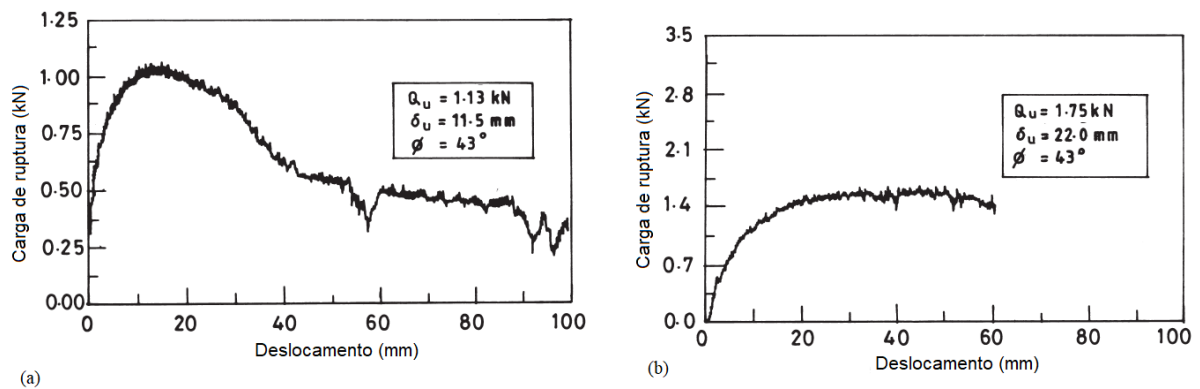 1.25
1.00
0.75
0.50
0.25
0.00
Carga de ruptura (kN)
Qu = 1.13 kN
δu = 11.5 mm
Ø = 43°
0 20 40 60 80 100
Deslocamento (mm)
(a)
3.5
2.8
2.1
1.4
0.7
0.0
Carga de ruptura (kN)
Qu = 1.75 kN
δu = 22.0 mm
Ø = 43°
0 20 40 60 80 100
Deslocamento (mm)
(b)